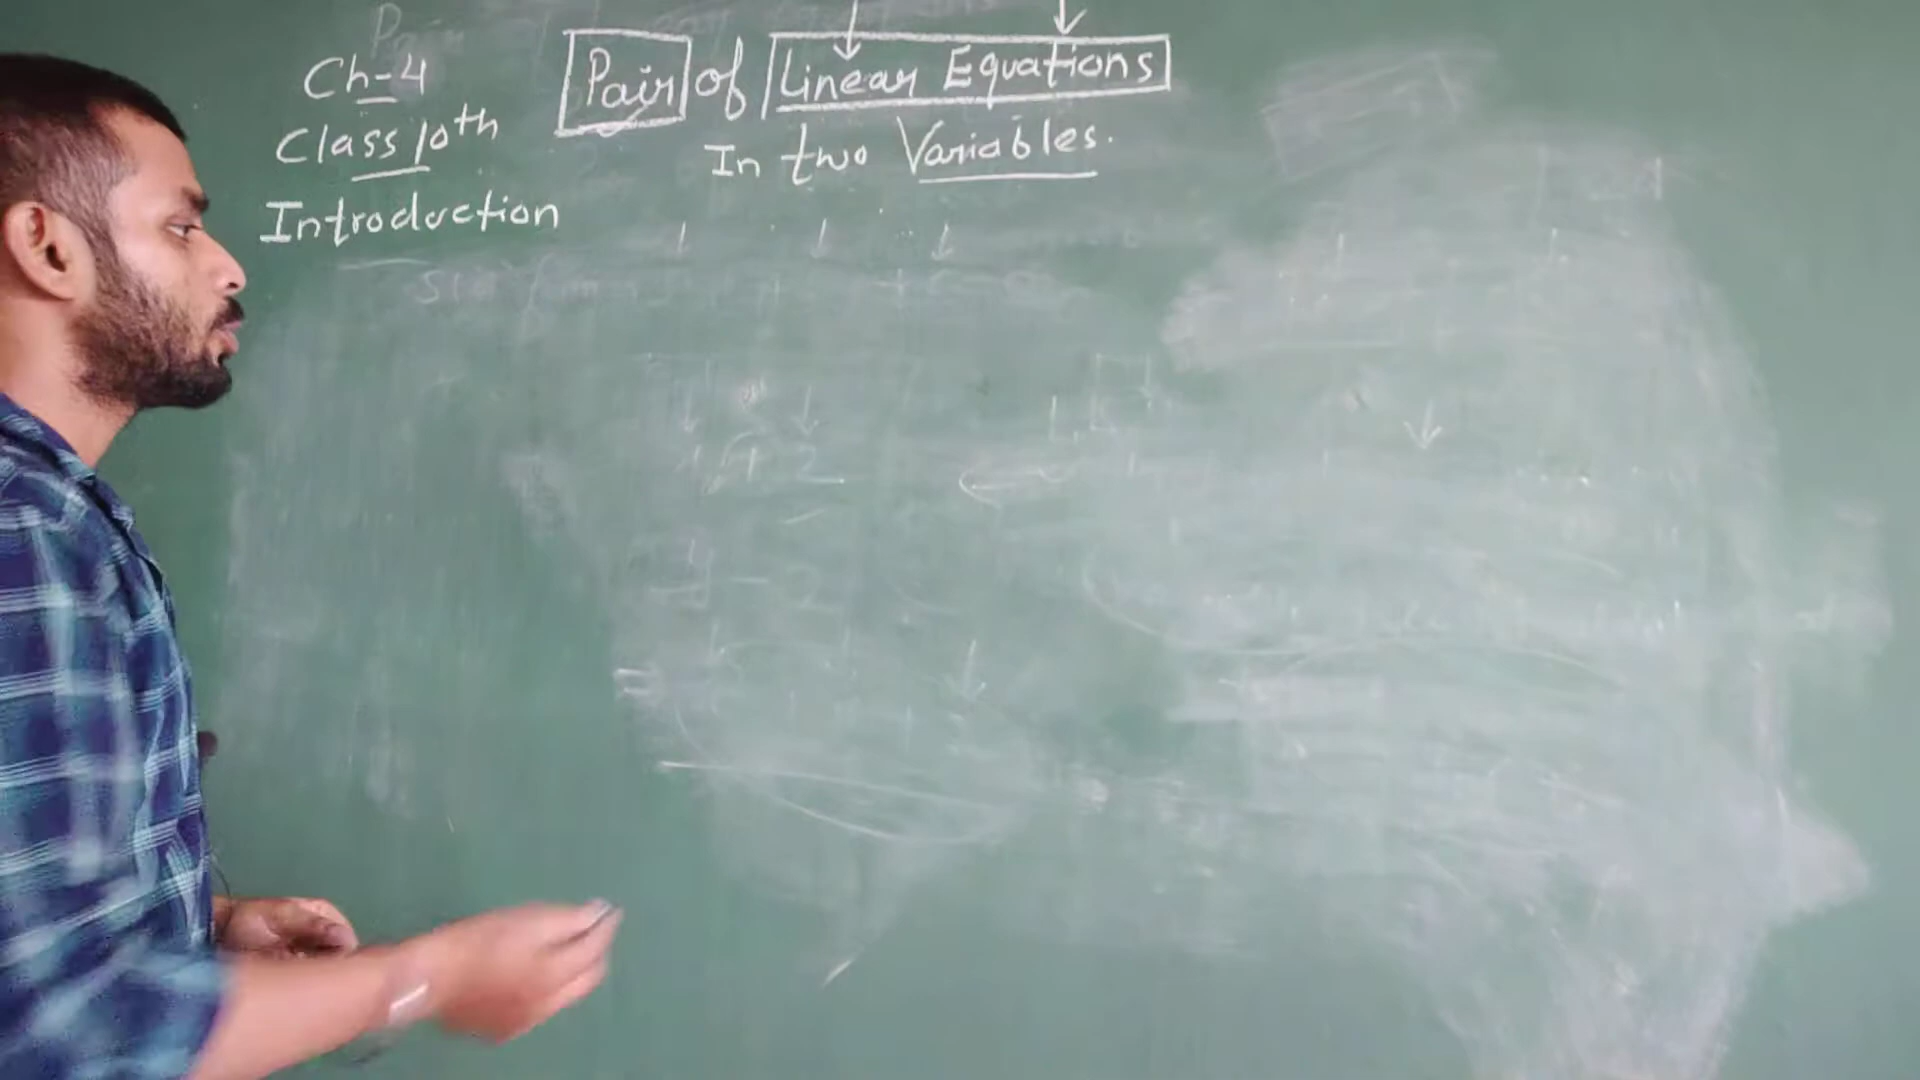 Ch-4
Class 10th
Introduction
Pair of Linear Equations
In two Variables.